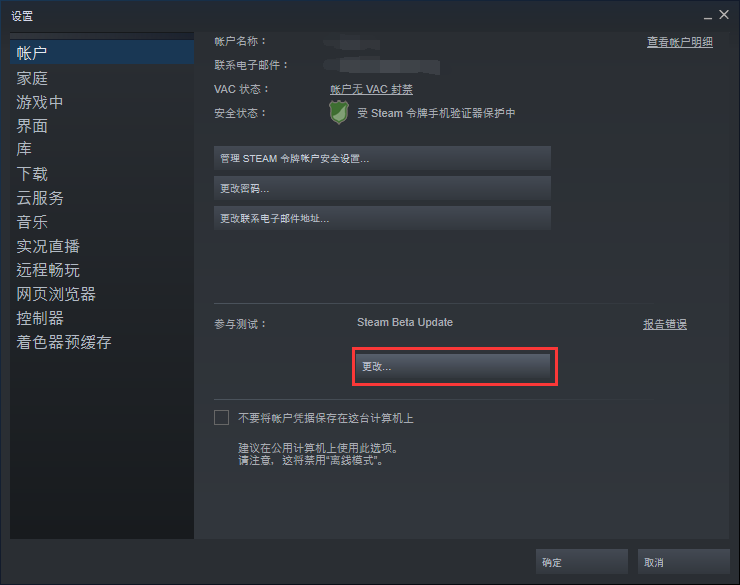 设置
帐户
家庭
游戏中
界面
库
下载
云服务
音乐
实况直播
远程畅玩
网页浏览器
控制器
着色器预缓存
帐户名称：
查看帐户明细
联系电子邮件：
VAC 状态：
帐户无 VAC 封禁
安全状态：
受 Steam 令牌手机验证器保护中
管理 STEAM 令牌帐户安全设置...
更改密码...
更改联系电子邮件地址...
参与测试：
Steam Beta Update
报告错误
更改...
不要将帐户凭据保存在这台计算机上
建议在公用计算机上使用此选项。
请注意，这将禁用“离线模式”。
确定
取消